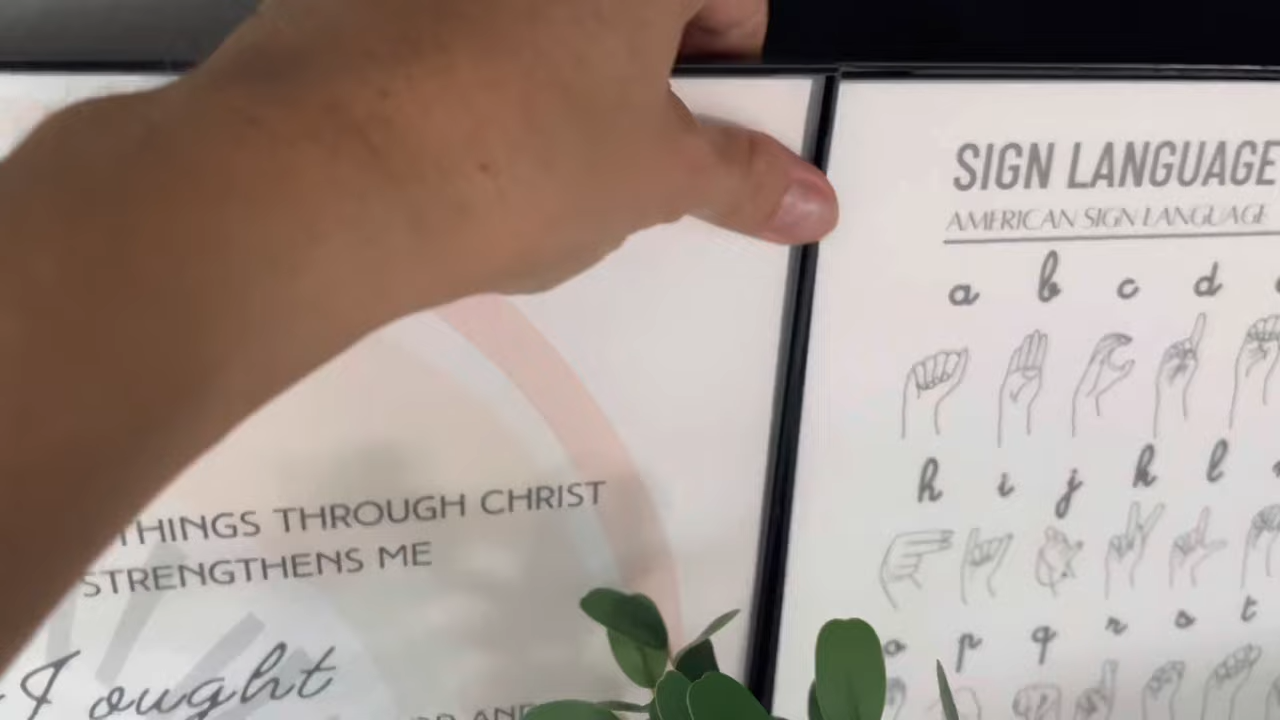 THINGS THROUGH CHRIST
STRENGTHENS ME
I ought
SIGN LANGUAGE
AMERICAN SIGN LANGUAGE
a b c d
h i j k l
o p q r s t